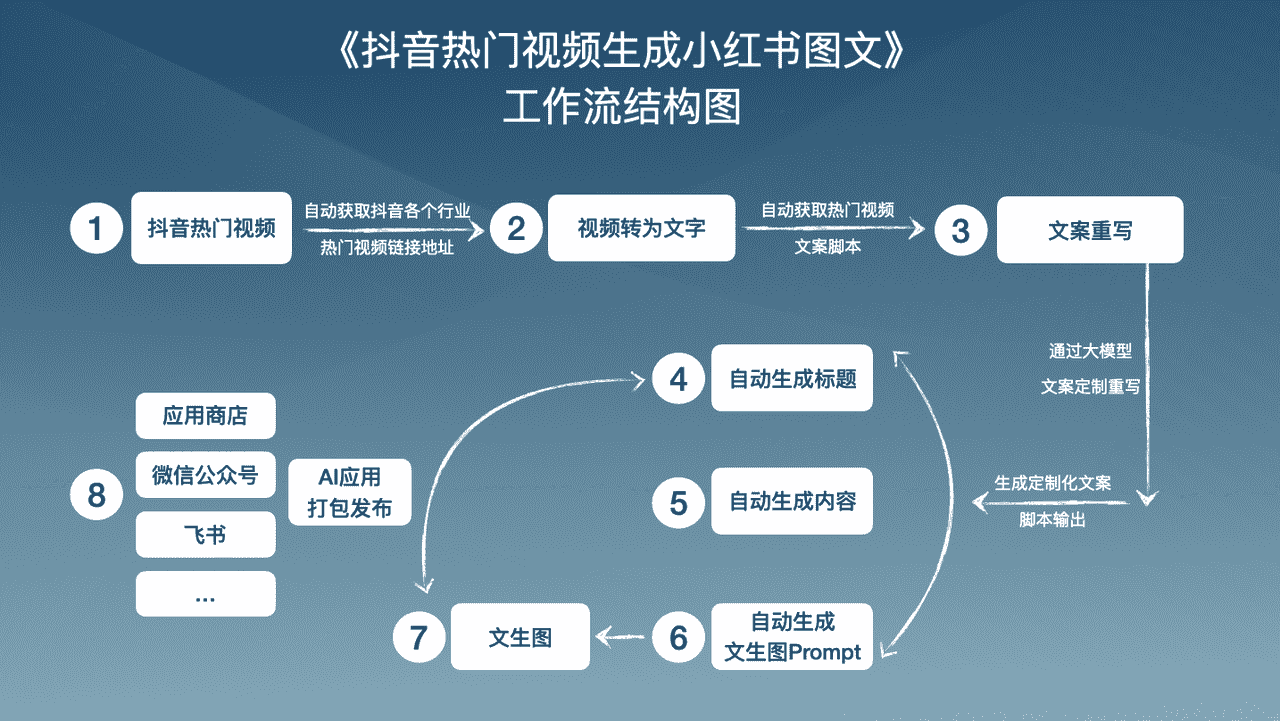 《抖音热门视频生成小红书图文》
工作流结构图
1
抖音热门视频
自动获取抖音各个行业
热门视频链接地址
2
视频转为文字
自动获取热门视频
文案脚本
3
文案重写
通过大模型
文案定制重写
生成定制化文案
脚本输出
4
自动生成标题
5
自动生成内容
6
自动生成
文生图Prompt
7
文生图
8
应用商店
微信公众号
飞书
...
AI应用
打包发布